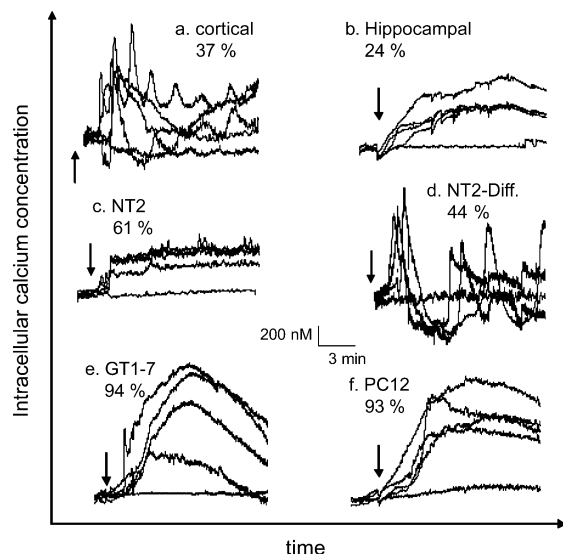 a. cortical
37 %
b. Hippocampal
24 %
c. NT2
61 %
d. NT2-Diff.
44 %
200 nM
3 min
e. GT1-7
94 %
f. PC12
93 %
Intracellular calcium concentration
time